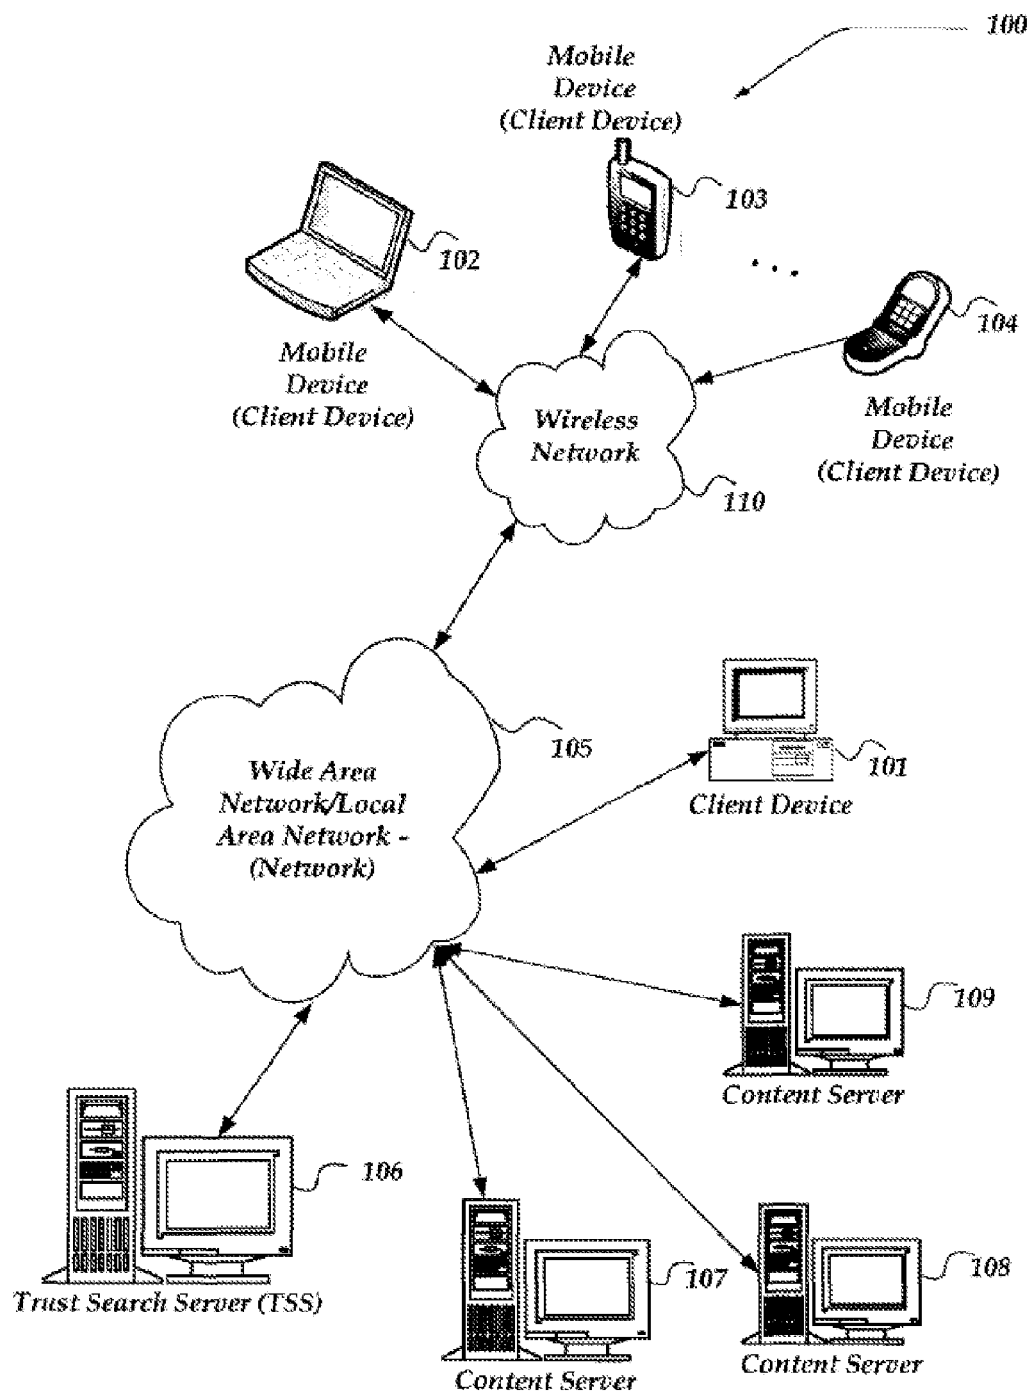 100
Mobile
Device
(Client Device)
103
102
104
Mobile
Device
(Client Device)
Mobile
Device
(Client Device)
Wireless
Network
110
105
Wide Area
Network/Local
Area Network -
(Network)
101
Client Device
109
Content Server
106
Trust Search Server (TSS)
107
Content Server
108
Content Server